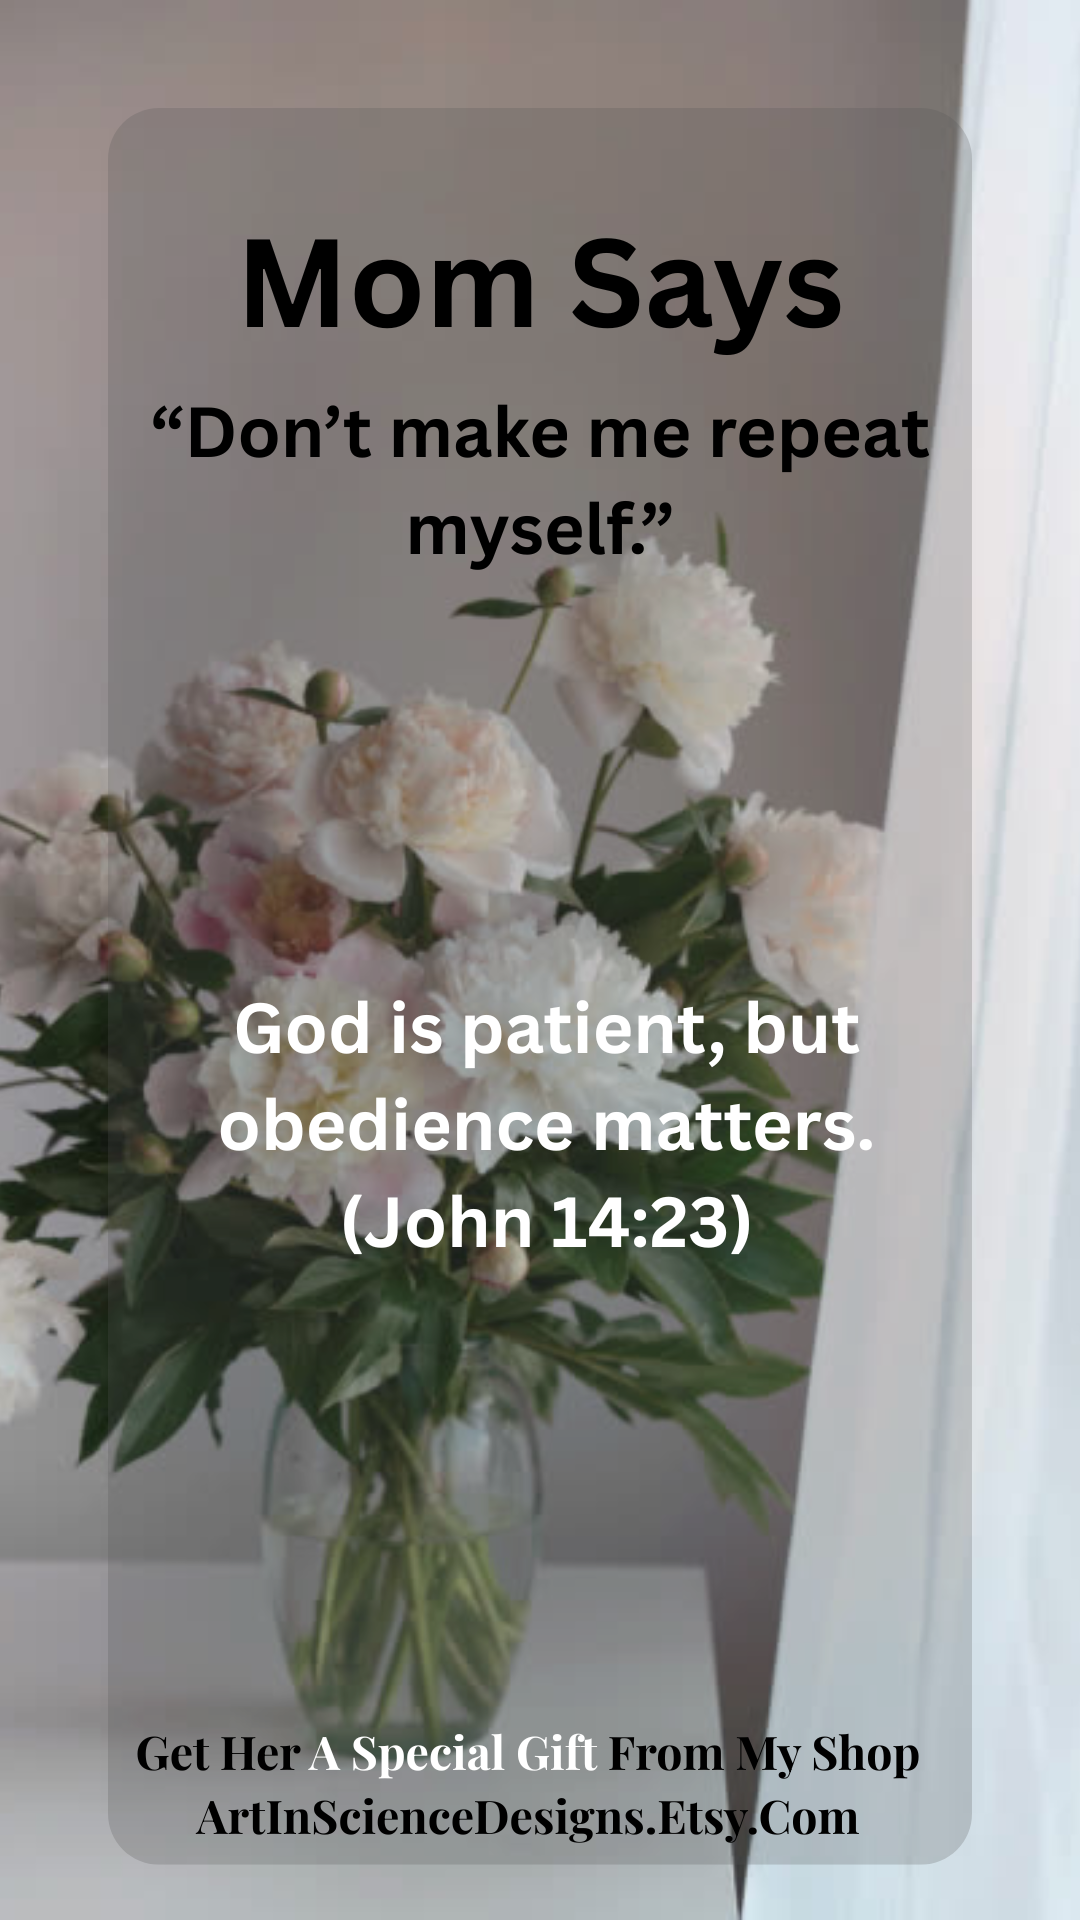 Mom Says
“Don’t make me repeat
myself.”
God is patient, but
obedience matters.
(John 14:23)
Get Her A Special Gift From My Shop
ArtInScienceDesigns.Etsy.Com